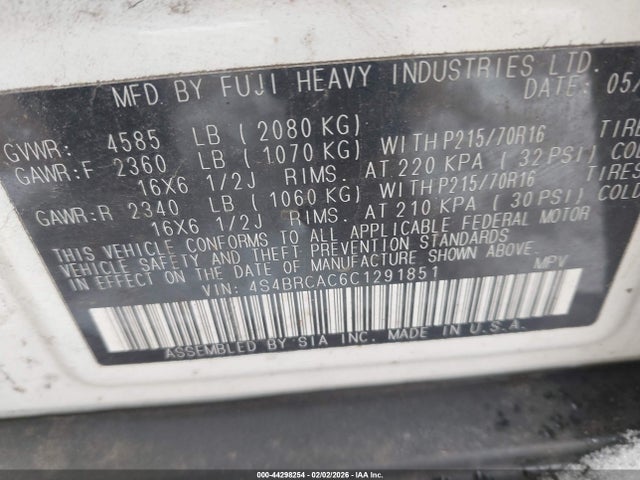 MFD. BY FUJI HEAVY INDUSTRIES LTD.
DATE: 05/
GVWR: 4585 LB ( 2080 KG)
GAWR:F 2360 LB ( 1070 KG) WITH P215/70R16 TIRE
16X6 1/2J RIMS. AT 220 KPA ( 32 PSI) COLD
GAWR:R 2340 LB ( 1060 KG) WITH P215/70R16 TIRES
16X6 1/2J RIMS. AT 210 KPA ( 30 PSI) COLD
THIS VEHICLE CONFORMS TO ALL APPLICABLE FEDERAL MOTOR
VEHICLE SAFETY AND THEFT PREVENTION STANDARDS
IN EFFECT ON THE DATE OF MANUFACTURE SHOWN ABOVE.
VIN: 4S4BRCAC6C1291851 MPV
ASSEMBLED BY SIA INC. MADE IN U.S.A.
000-44298254 - 02/02/2026 - IAAI.COM